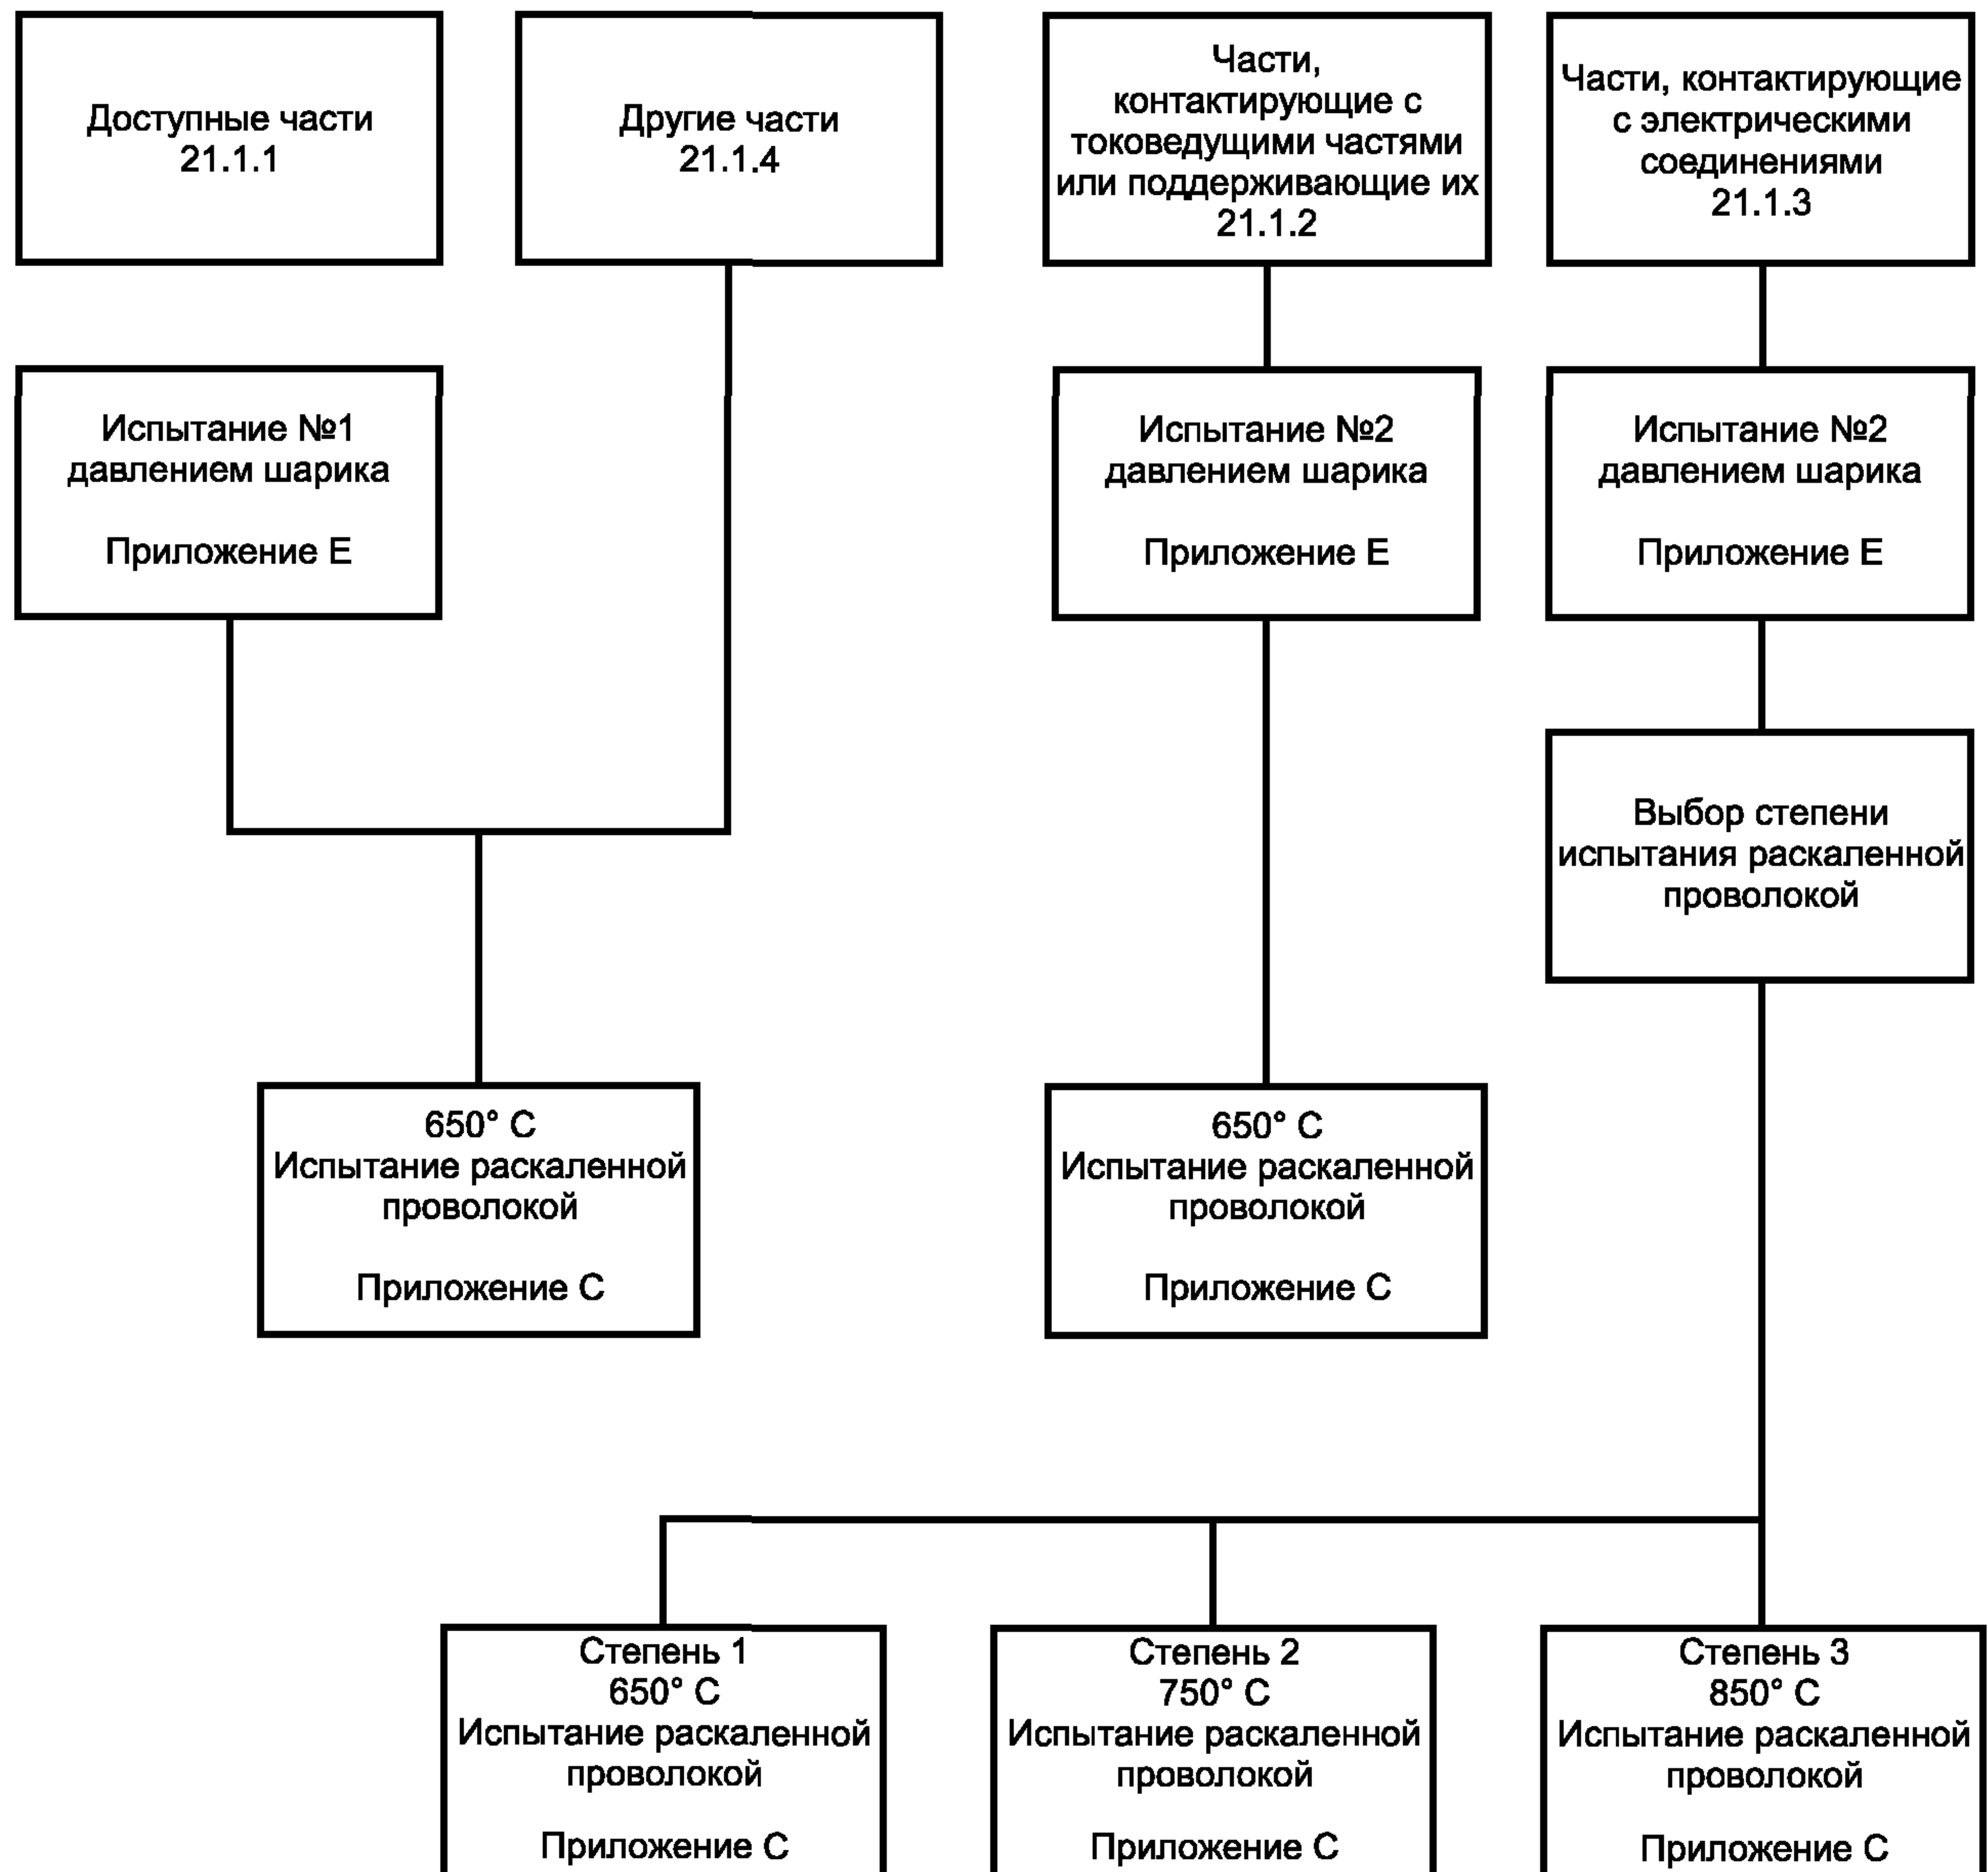 Доступные части
21.1.1
Другие части
21.1.4
Части,
контактирующие с
токоведущими частями
или поддерживающие их
21.1.2
Части, контактирующие
с электрическими
соединениями
21.1.3
Испытание №1
давлением шарика
Приложение Е
Испытание №2
давлением шарика
Приложение Е
Испытание №2
давлением шарика
Приложение Е
Выбор степени
испытания раскаленной
проволокой
650° С
Испытание раскаленной
проволокой
Приложение С
650° С
Испытание раскаленной
проволокой
Приложение С
Степень 1
650° С
Испытание раскаленной
проволокой
Приложение С
Степень 2
750° С
Испытание раскаленной
проволокой
Приложение С
Степень 3
850° С
Испытание раскаленной
проволокой
Приложение С